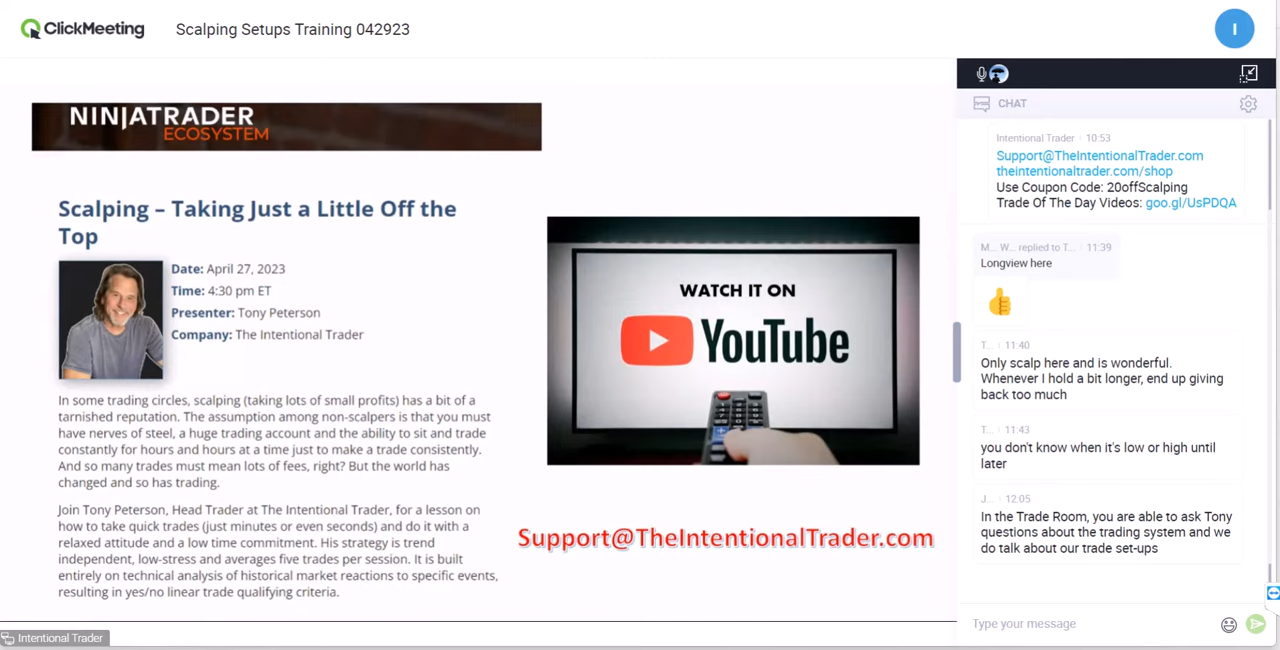 ClickMeeting
Scalping Setups Training 042923
I
NINJATRADER
ECOSYSTEM
Scalping – Taking Just a Little Off the
Top
Date: April 27, 2023
Time: 4:30 pm ET
Presenter: Tony Peterson
Company: The Intentional Trader
In some trading circles, scalping (taking lots of small profits) has a bit of a
tarnished reputation. The assumption among non-scalpers is that you must
have nerves of steel, a huge trading account and the ability to sit and trade
constantly for hours and hours at a time just to make a trade consistently.
And so many trades must mean lots of fees, right? But the world has
changed and so has trading.
Join Tony Peterson, Head Trader at The Intentional Trader, for a lesson on
how to take quick trades (just minutes or even seconds) and do it with a
relaxed attitude and a low time commitment. His strategy is trend
independent, low-stress and averages five trades per session. It is built
entirely on technical analysis of historical market reactions to specific events,
resulting in yes/no linear trade qualifying criteria.
WATCH IT ON
YouTube
Support@TheIntentionalTrader.com
Intentional Trader
CHAT
Intentional Trader 10:53
Support@TheIntentionalTrader.com
theintentionaltrader.com/shop
Use Coupon Code: 20offScalping
Trade Of The Day Videos: goo.gl/UsPDQA
M... W... replied to T... 11:39
Longview here
T... 11:40
Only scalp here and is wonderful.
Whenever I hold a bit longer, end up giving
back too much
T... 11:43
you don't know when it's low or high until
later
J... 12:05
In the Trade Room, you are able to ask Tony
questions about the trading system and we
do talk about our trade set-ups
Type your message